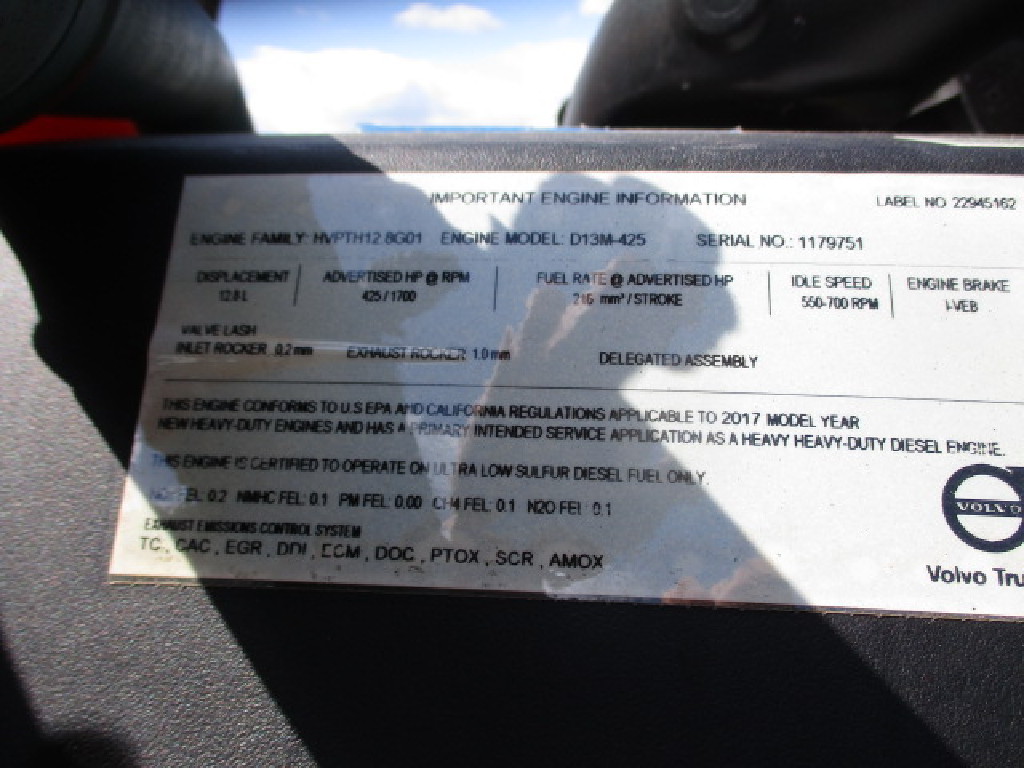 IMPORTANT ENGINE INFORMATION LABEL NO 22945162
ENGINE FAMILY: HVPTH12.8G01 ENGINE MODEL: D13M-425 SERIAL NO.: 1179751
DISPLACEMENT ADVERTISED HP @ RPM FUEL RATE @ ADVERTISED HP IDLE SPEED ENGINE BRAKE
12.8 L 425 / 1700 216 mm³ / STROKE 550-700 RPM I-VEB
VALVE LASH
INLET ROCKER 0.2 mm EXHAUST ROCKER 1.0 mm DELEGATED ASSEMBLY
THIS ENGINE CONFORMS TO U.S EPA AND CALIFORNIA REGULATIONS APPLICABLE TO 2017 MODEL YEAR
NEW HEAVY-DUTY ENGINES AND HAS A PRIMARY INTENDED SERVICE APPLICATION AS A HEAVY HEAVY-DUTY DIESEL ENGINE.
THIS ENGINE IS CERTIFIED TO OPERATE ON ULTRA LOW SULFUR DIESEL FUEL ONLY.
FEL: 0.2 NMHC FEL: 0.1 PM FEL: 0.00 CH4 FEL: 0.1 N2O FEL: 0.1
EXHAUST EMISSIONS CONTROL SYSTEM
TC , CAC , EGR , DDI , ECM , DOC , PTOX , SCR , AMOX
VOLVO
Volvo Tru